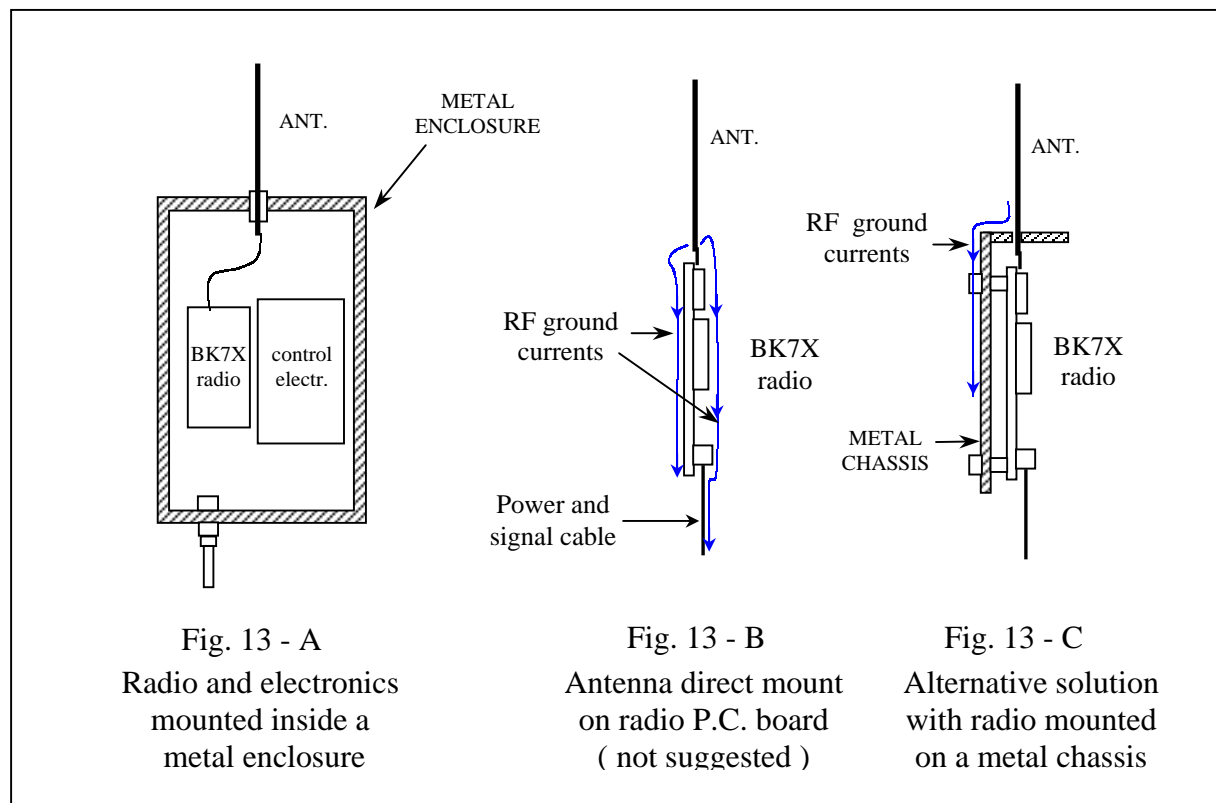 ANT.
METAL
ENCLOSURE
BK7X
radio
control
electr.
Fig. 13 - A
Radio and electronics
mounted inside a
metal enclosure
RF ground
currents
BK7X
radio
Power and
signal cable
Fig. 13 - B
Antenna direct mount
on radio P.C. board
( not suggested )
ANT.
RF ground
currents
BK7X
radio
METAL
CHASSIS
Fig. 13 - C
Alternative solution
with radio mounted
on a metal chassis